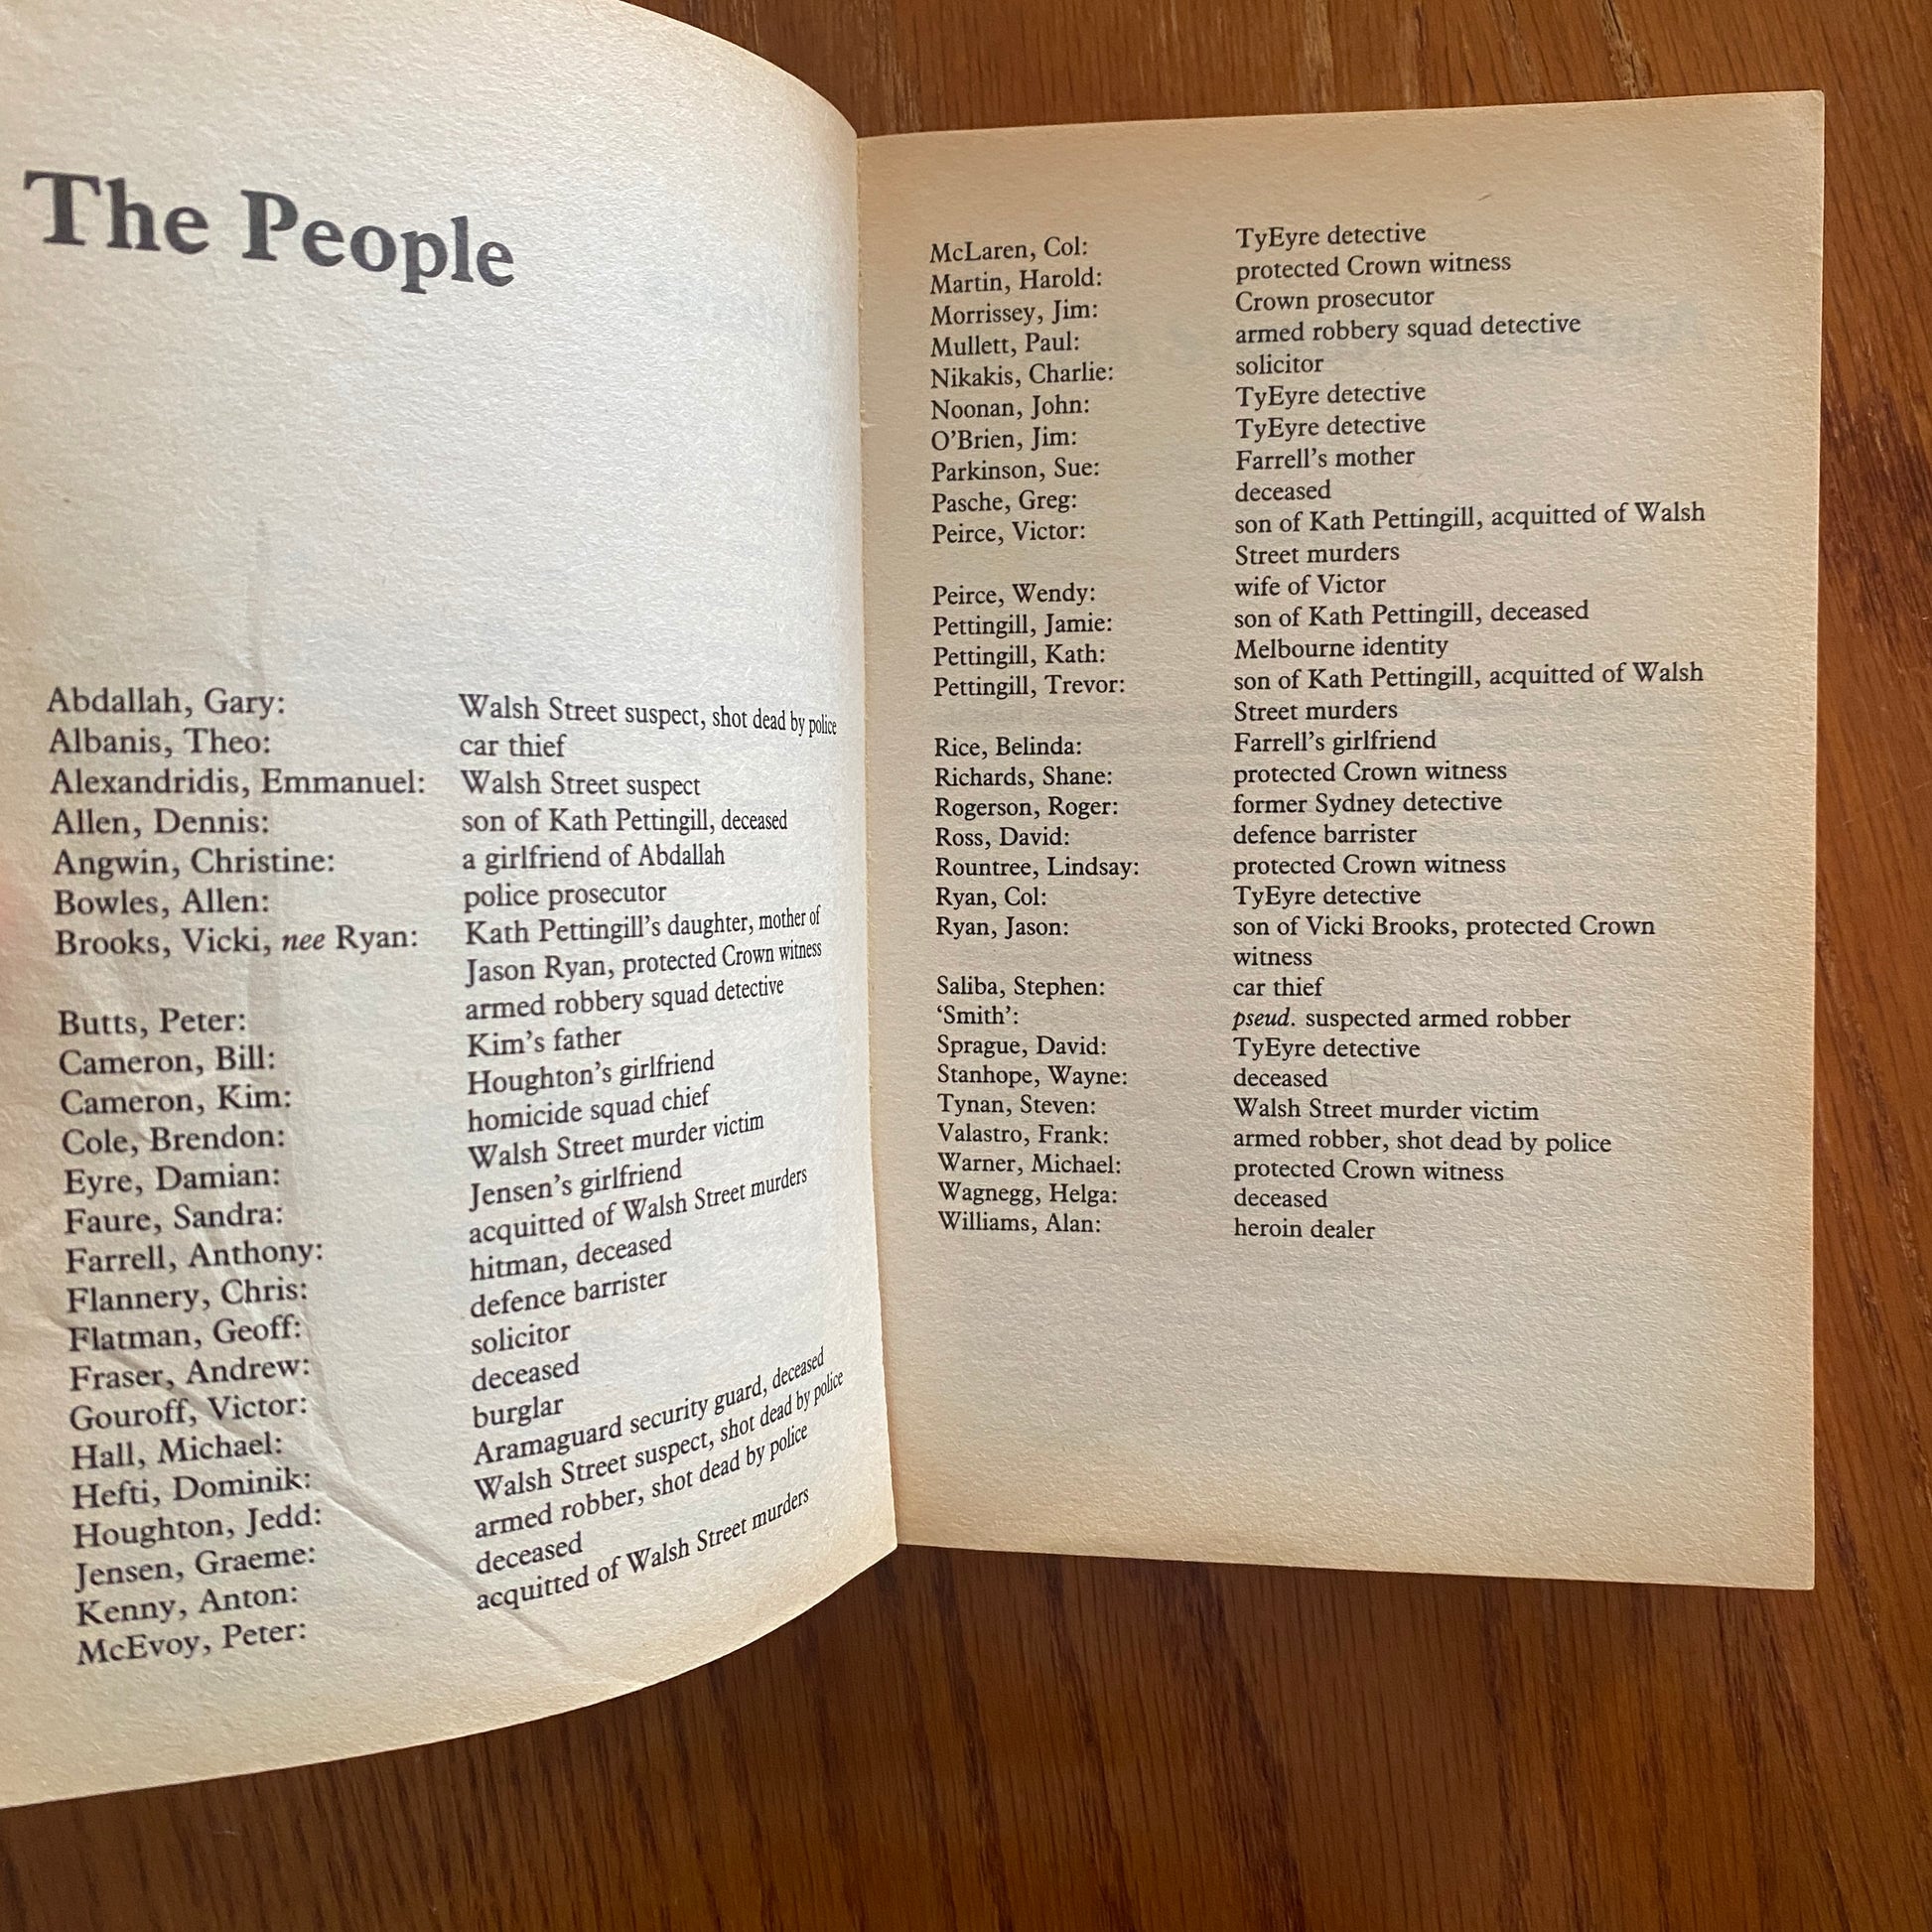 The People
Abdallah, Gary: Walsh Street suspect, shot dead by police
Albanis, Theo: car thief
Alexandridis, Emmanuel: Walsh Street suspect
Allen, Dennis: son of Kath Pettingill, deceased
Angwin, Christine: a girlfriend of Abdallah
Bowles, Allen: police prosecutor
Brooks, Vicki, nee Ryan: Kath Pettingill's daughter, mother of
Jason Ryan, protected Crown witness
Butts, Peter: armed robbery squad detective
Cameron, Bill: Kim's father
Cameron, Kim: Houghton's girlfriend
Cole, Brendon: homicide squad chief
Eyre, Damian: Walsh Street murder victim
Faure, Sandra: Jensen's girlfriend
Farrell, Anthony: acquitted of Walsh Street murders
Flannery, Chris: hitman, deceased
Flatman, Geoff: defence barrister
Fraser, Andrew: solicitor
Gouroff, Victor: deceased
Hall, Michael: burglar
Hefti, Dominik: Aramaguard security guard, deceased
Houghton, Jedd: Walsh Street suspect, shot dead by police
Jensen, Graeme: armed robber, shot dead by police
Kenny, Anton: deceased
McEvoy, Peter: acquitted of Walsh Street murders
McLaren, Col: TyEyre detective
Martin, Harold: protected Crown witness
Morrissey, Jim: Crown prosecutor
Mullett, Paul: armed robbery squad detective
Nikakis, Charlie: solicitor
Noonan, John: TyEyre detective
O'Brien, Jim: TyEyre detective
Parkinson, Sue: Farrell's mother
Pasche, Greg: deceased
Peirce, Victor: son of Kath Pettingill, acquitted of Walsh
Street murders
Peirce, Wendy: wife of Victor
Pettingill, Jamie: son of Kath Pettingill, deceased
Pettingill, Kath: Melbourne identity
Pettingill, Trevor: son of Kath Pettingill, acquitted of Walsh
Street murders
Rice, Belinda: Farrell's girlfriend
Richards, Shane: protected Crown witness
Rogerson, Roger: former Sydney detective
Ross, David: defence barrister
Rountree, Lindsay: protected Crown witness
Ryan, Col: TyEyre detective
Ryan, Jason: son of Vicki Brooks, protected Crown
witness
Saliba, Stephen: car thief
'Smith': pseud. suspected armed robber
Sprague, David: TyEyre detective
Stanhope, Wayne: deceased
Tynan, Steven: Walsh Street murder victim
Valastro, Frank: armed robber, shot dead by police
Warner, Michael: protected Crown witness
Wagnegg, Helga: deceased
Williams, Alan: heroin dealer